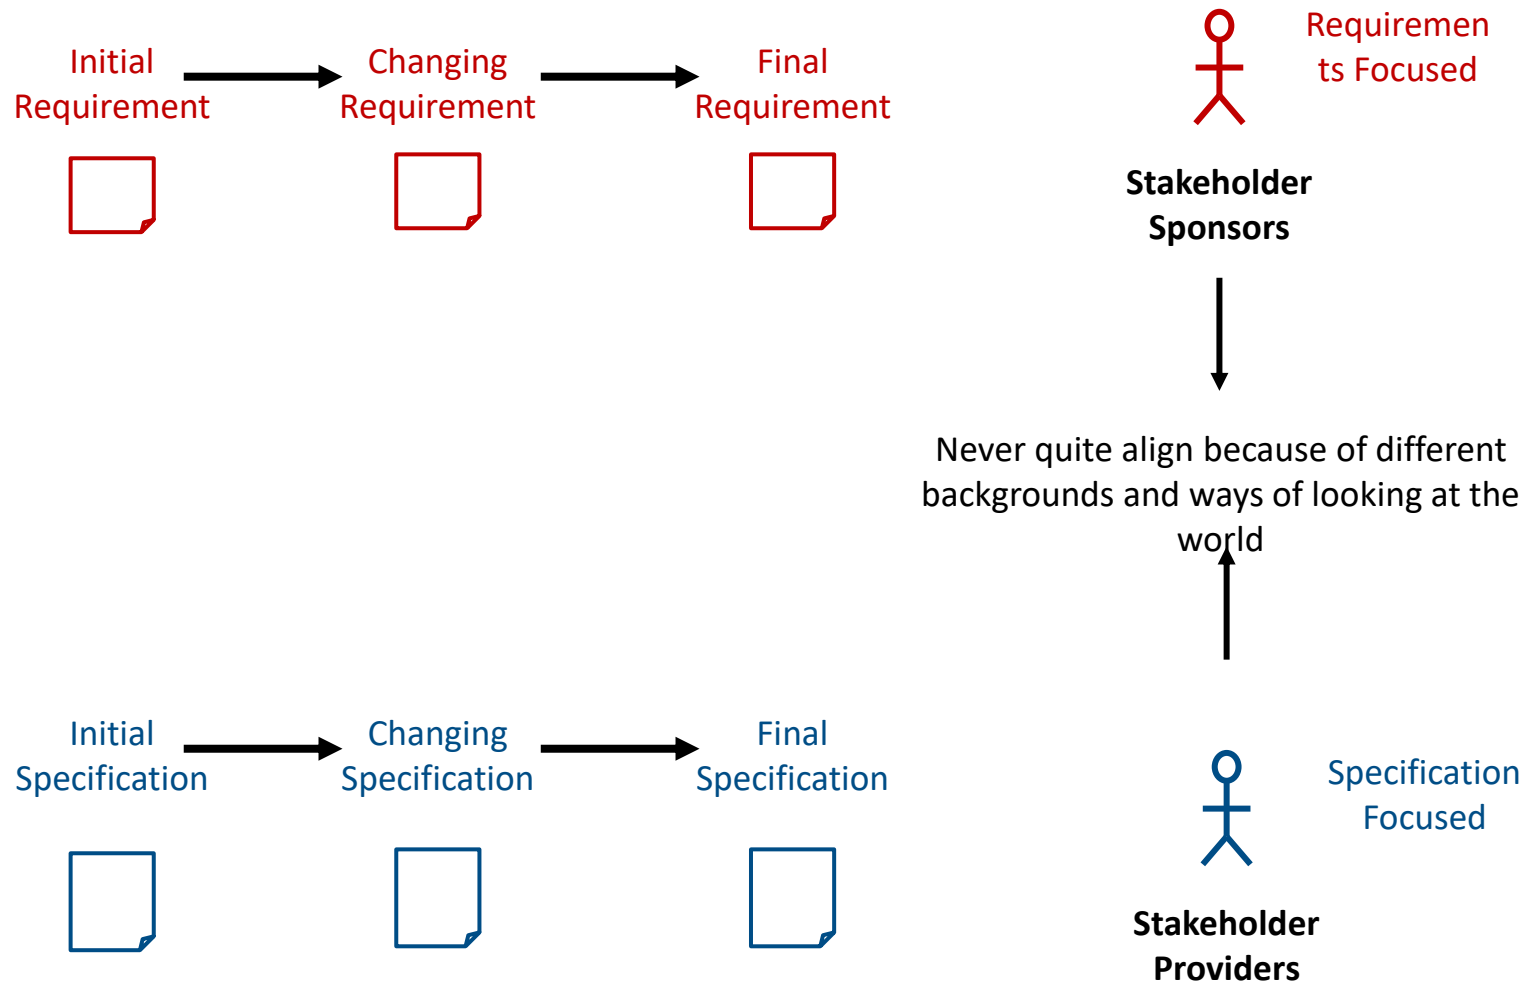 Initial
Requirement
Changing
Requirement
Final
Requirement
Requiremen
ts Focused
Stakeholder
Sponsors
Never quite align because of different
backgrounds and ways of looking at the
world
Initial
Specification
Changing
Specification
Final
Specification
Specification
Focused
Stakeholder
Providers